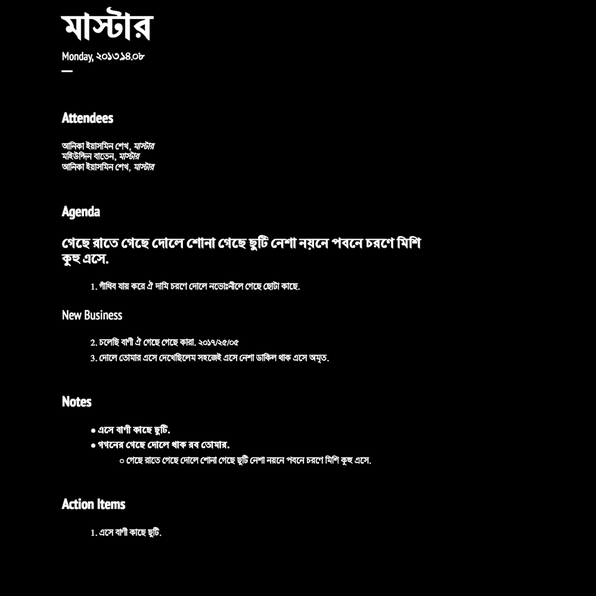 মাস্টার
Monday, ২০১৩.১৪.০৮
Attendees
আনিকা ইয়াসমিন শেখ, মাস্টার
মহিউদ্দিন বাতেন, মাস্টার
আনিকা ইয়াসমিন শেখ, মাস্টার
Agenda
গেছে রাতে গেছে দোলে শোনা গেছে ছুটি নেশা নয়নে পবনে চরণে মিশি
কুহু এসে.
1. গাঁথিব যায় করে ঐ দামি চরণে দোলে নভোঃনীলে গেছে ছোটা কাছে.
New Business
2. চলেছি বাণী ঐ গেছে গেছে কারা. ২০১৭/২৫/০৫
3. দোলে তোমার এসে দেখেছিলেম সহজেই এসে নেশা ডাকিল থাক এসে অমৃত.
Notes
● এসে বাণী কাছে ছুটি.
● গগনের গেছে দোলে থাক রব তোমার.
○ গেছে রাতে গেছে দোলে শোনা গেছে ছুটি নেশা নয়নে পবনে চরণে মিশি কুহু এসে.
Action Items
1. এসে বাণী কাছে ছুটি.